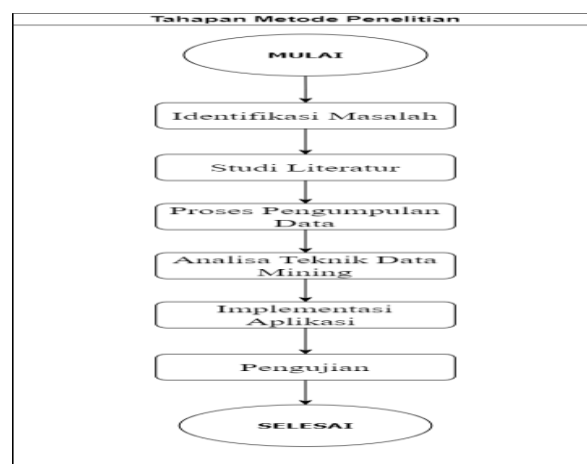 Tahapan Metode Penelitian
MULAI
Identifikasi Masalah
Studi Literatur
Proses Pengumpulan
Data
Analisa Teknik Data
Mining
Implementasi
Aplikasi
Pengujian
SELESAI